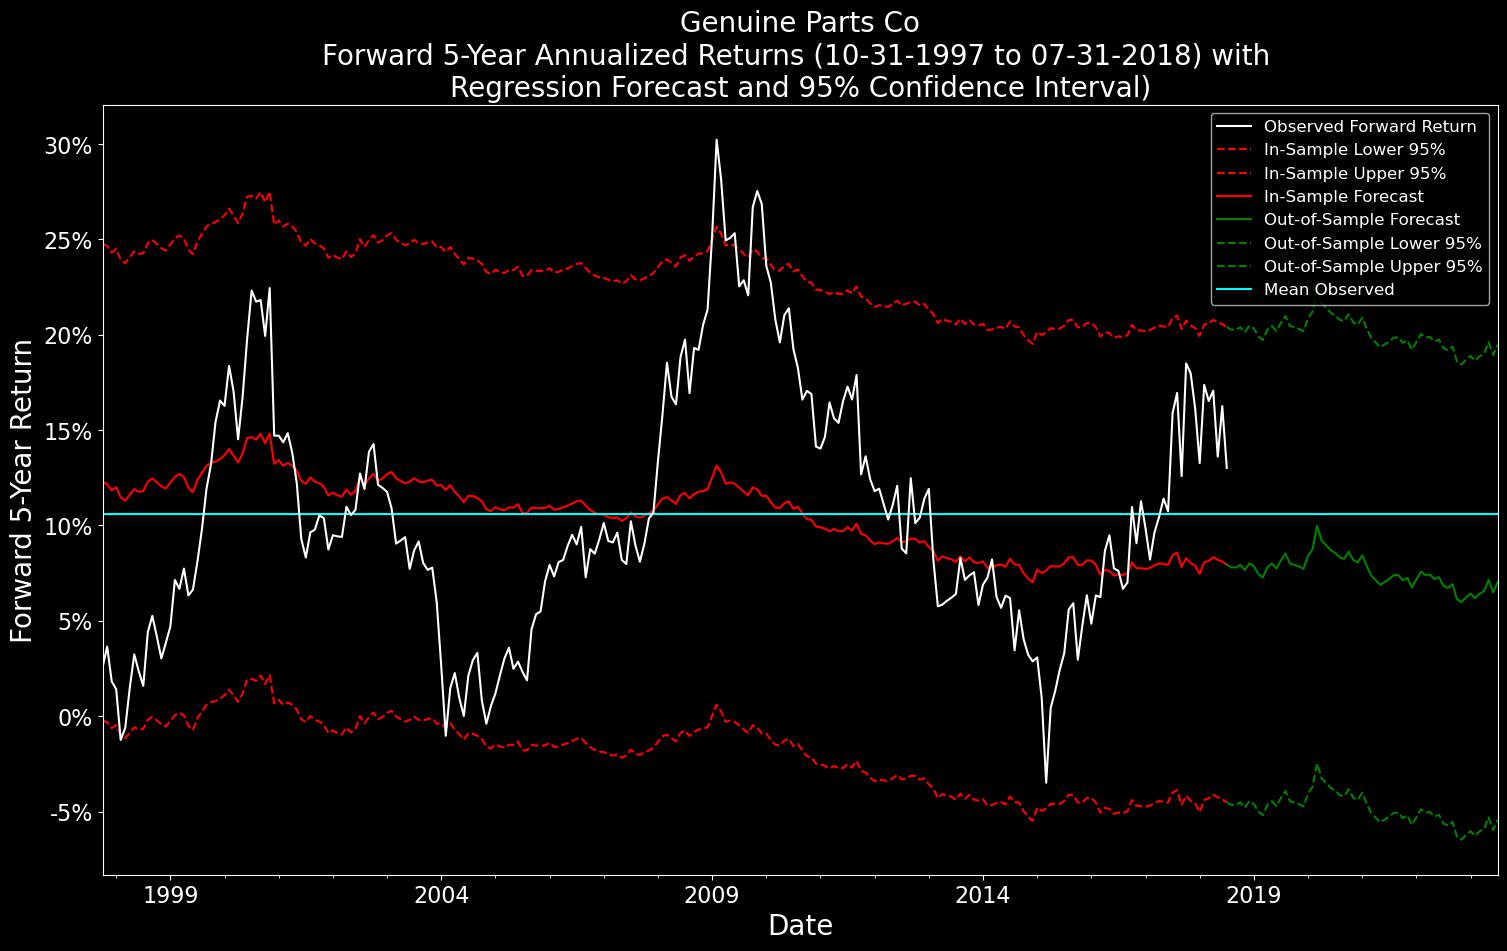 Genuine Parts Co
Forward 5-Year Annualized Returns (10-31-1997 to 07-31-2018) with
Regression Forecast and 95% Confidence Interval)
Observed Forward Return
In-Sample Lower 95%
In-Sample Upper 95%
In-Sample Forecast
Out-of-Sample Forecast
Out-of-Sample Lower 95%
Out-of-Sample Upper 95%
Mean Observed
Forward 5-Year Return
30%
25%
20%
15%
10%
5%
0%
-5%
1999 2004 2009 2014 2019
Date